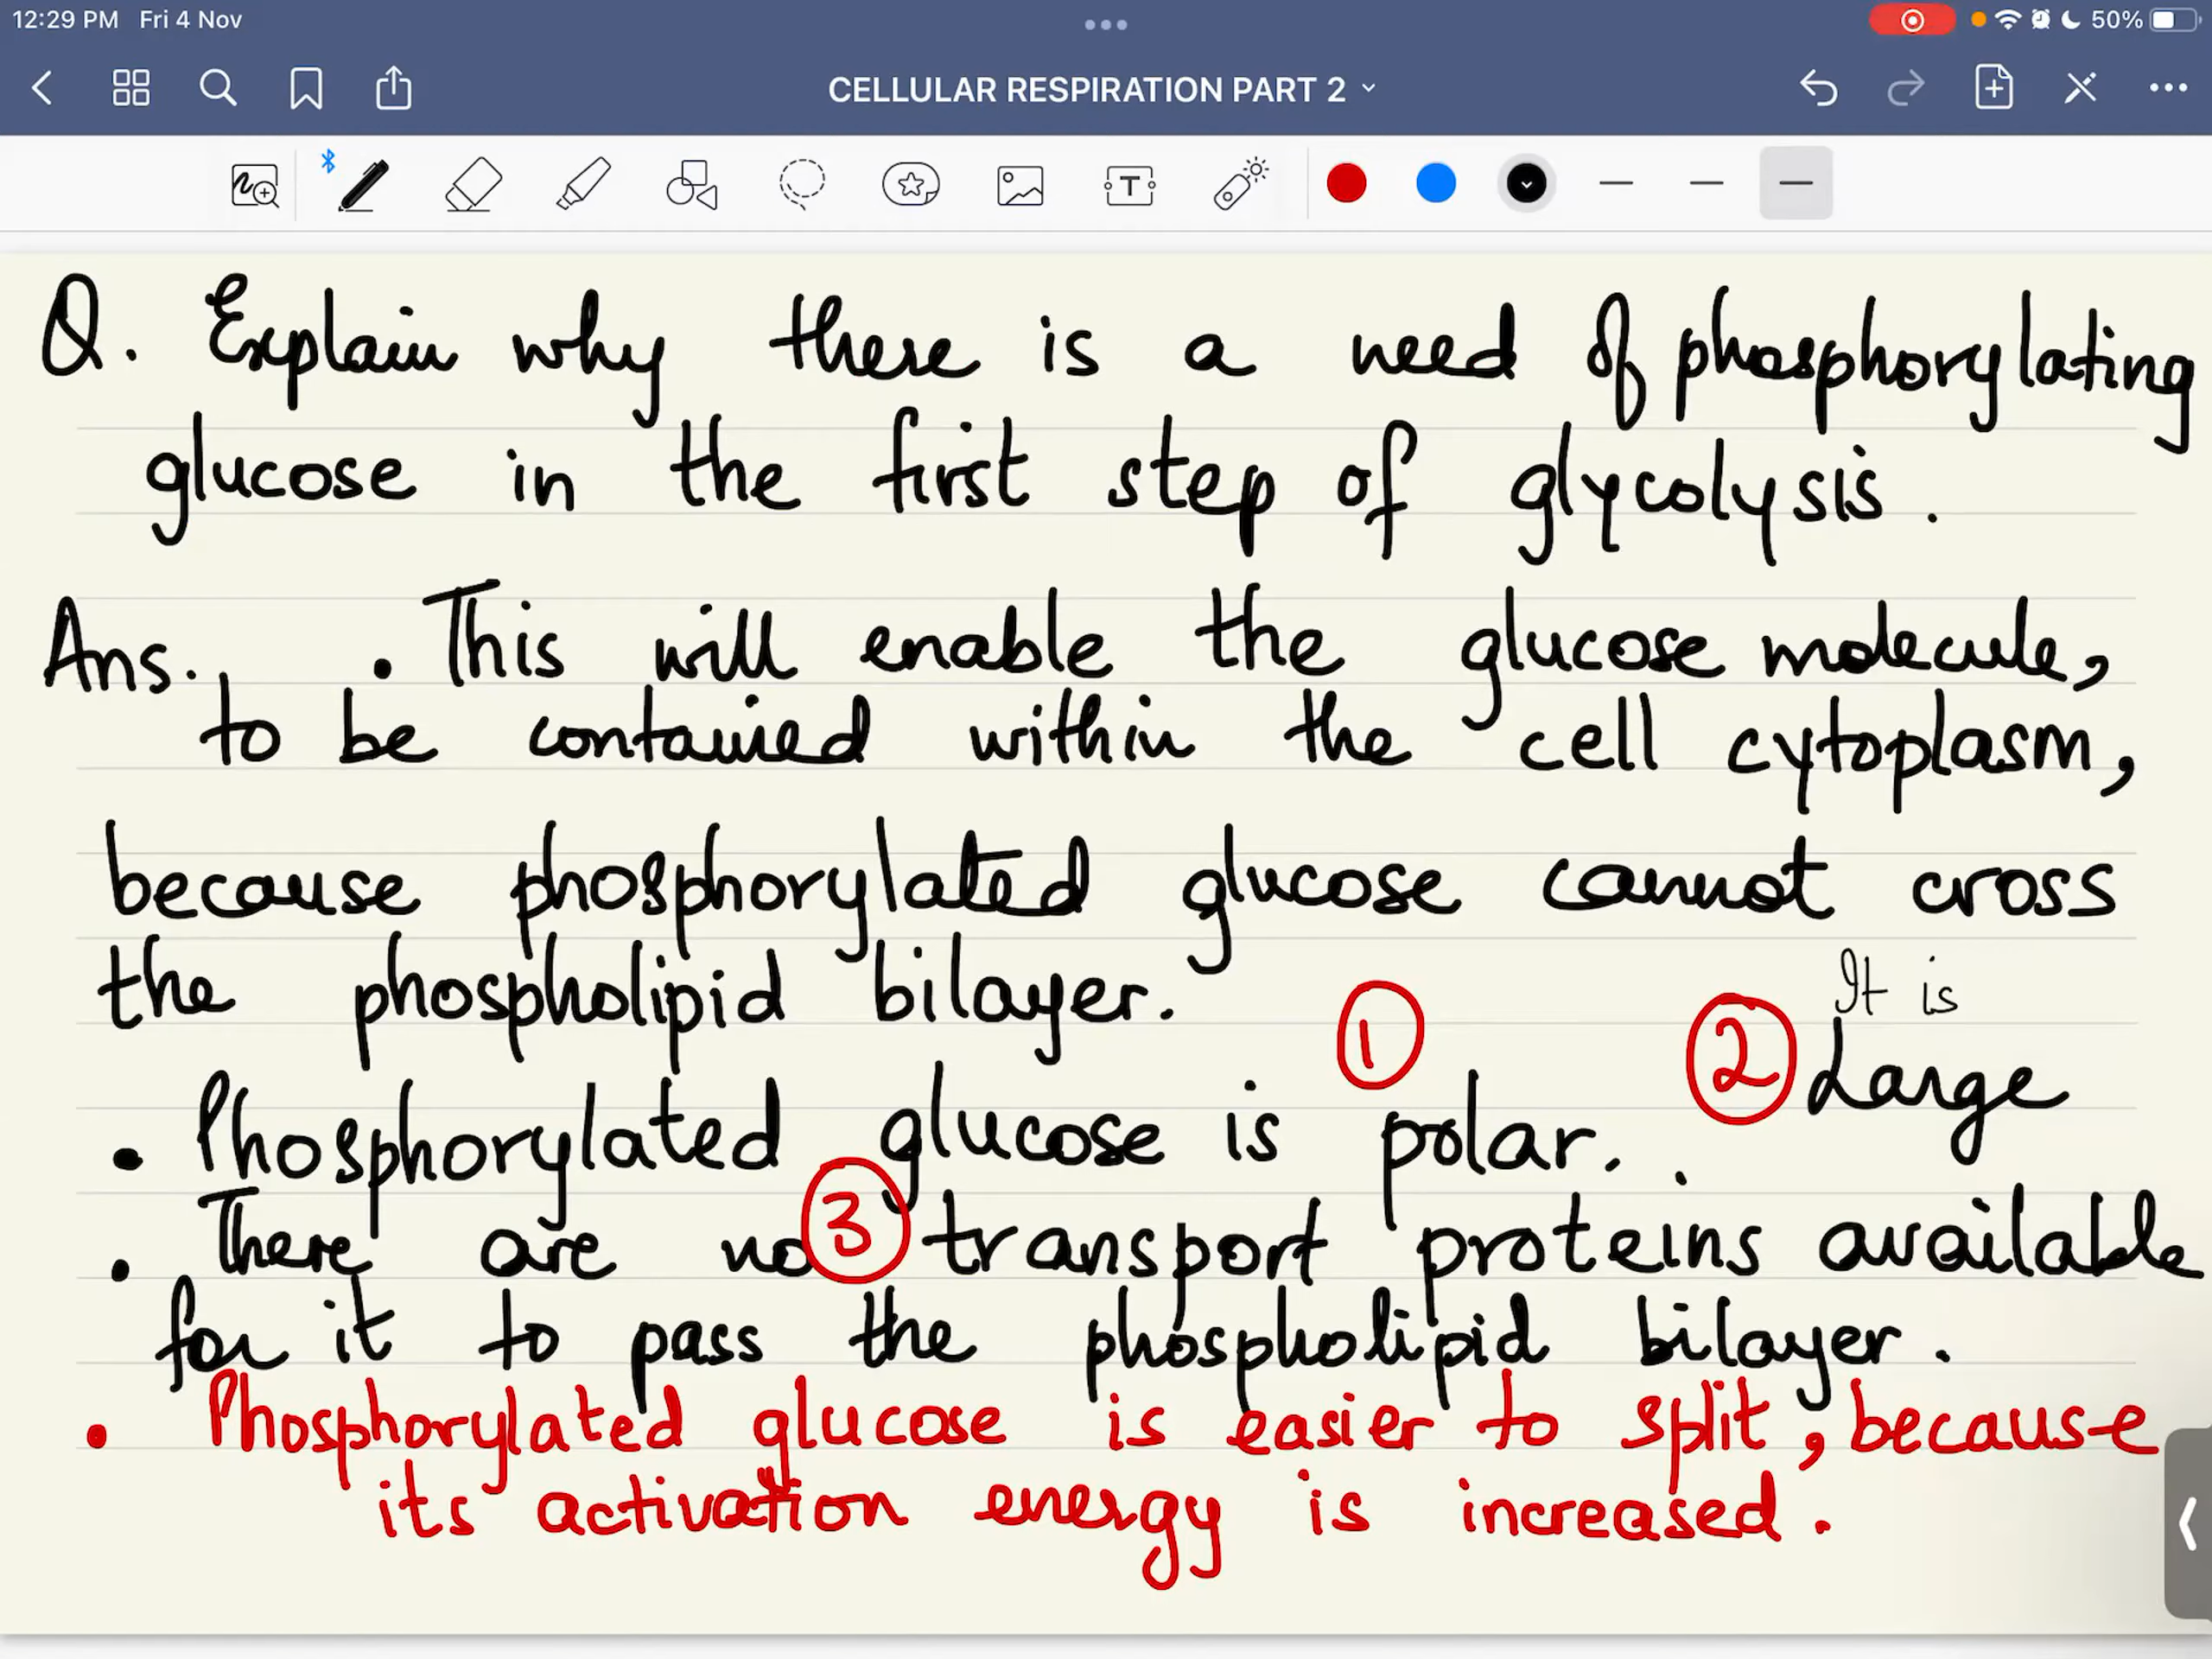 12:29 PM Fri 4 Nov
50%
CELLULAR RESPIRATION PART 2
Q. Explain why there is a need of phosphorylating
glucose in the first step of glycolysis.
Ans. • This will enable the glucose molecule,
to be contained within the cell cytoplasm,
because phosphorylated glucose cannot cross
the phospholipid bilayer.
① ② It is
Large
• Phosphorylated glucose is polar.
• There are no ③ transport proteins available
for it to pass the phospholipid bilayer.
• Phosphorylated glucose is easier to split, because
its activation energy is increased.